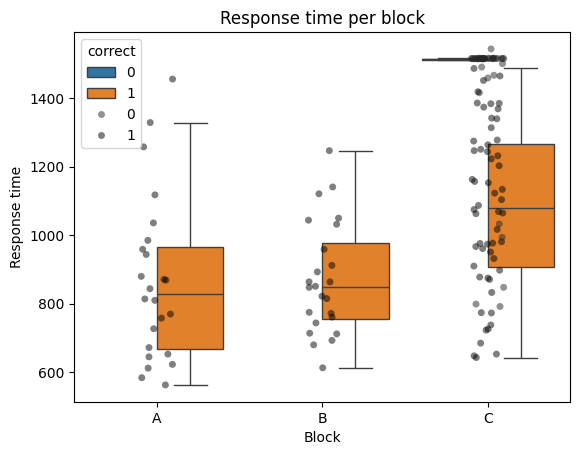 Response time per block
correct
0
1
0
1
1400
1200
1000
800
600
Response time
A
B
C
Block